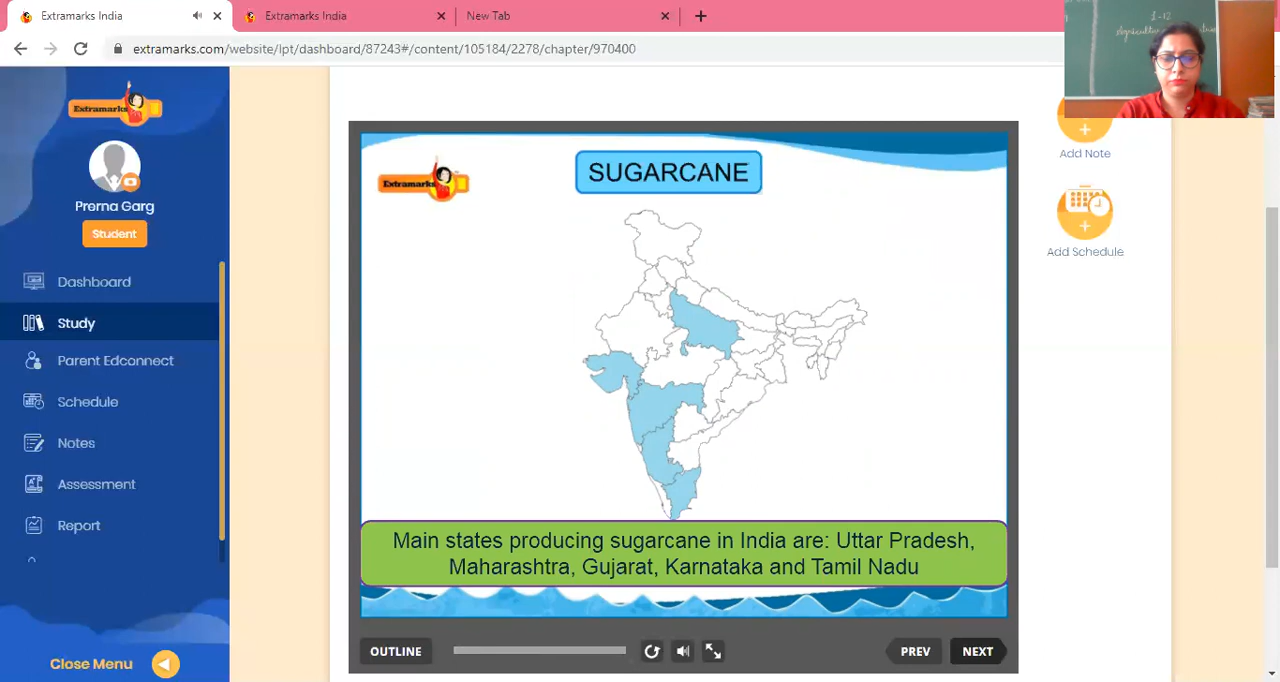 Extramarks India
Extramarks India
New Tab
extramarks.com/website/lpt/dashboard/87243#/content/105184/2278/chapter/970400
Extramarks
Prerna Garg
Student
Dashboard
Study
Parent Edconnect
Schedule
Notes
Assessment
Report
Close Menu
Extramarks
SUGARCANE
Main states producing sugarcane in India are: Uttar Pradesh,
Maharashtra, Gujarat, Karnataka and Tamil Nadu
OUTLINE
PREV
NEXT
L-12
Add Note
Add Schedule